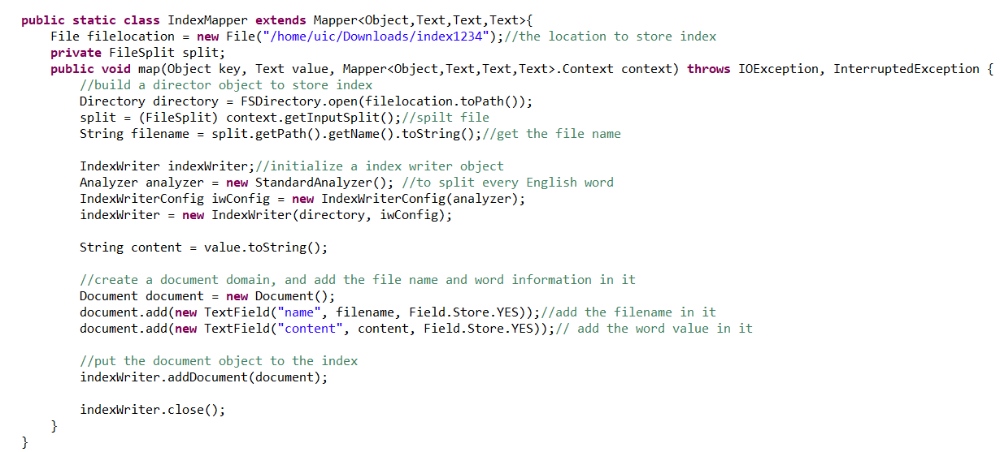 public static class IndexMapper extends Mapper<Object,Text,Text,Text>{
File filelocation = new File("/home/uic/Downloads/index1234");//the location to store index
private FileSplit split;
public void map(Object key, Text value, Mapper<Object,Text,Text,Text>.Context context) throws IOException, InterruptedException {
//build a director object to store index
Directory directory = FSDirectory.open(filelocation.toPath());
split = (FileSplit) context.getInputSplit();//spilt file
String filename = split.getPath().getName().toString();//get the file name
IndexWriter indexWriter;//initialize a index writer object
Analyzer analyzer = new StandardAnalyzer(); //to split every English word
IndexWriterConfig iwConfig = new IndexWriterConfig(analyzer);
indexWriter = new IndexWriter(directory, iwConfig);
String content = value.toString();
//create a document domain, and add the file name and word information in it
Document document = new Document();
document.add(new TextField("name", filename, Field.Store.YES));//add the filename in it
document.add(new TextField("content", content, Field.Store.YES));// add the word value in it
//put the document object to the index
indexWriter.addDocument(document);
indexWriter.close();
}
}